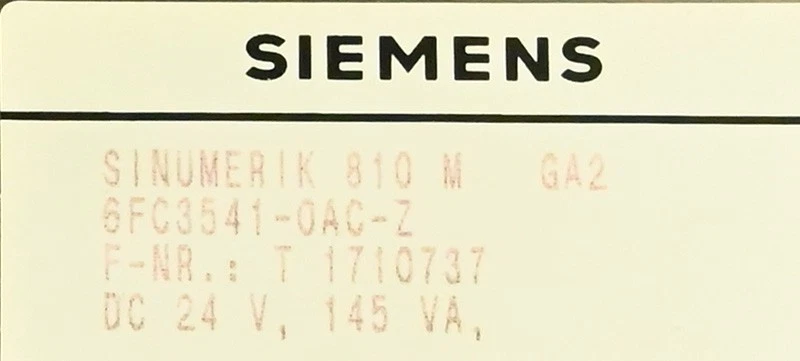 SIEMENS
SINUMERIK 810 M GA2
6FC3541-0AC-Z
F-NR.: T 1710737
DC 24 V, 145 VA,